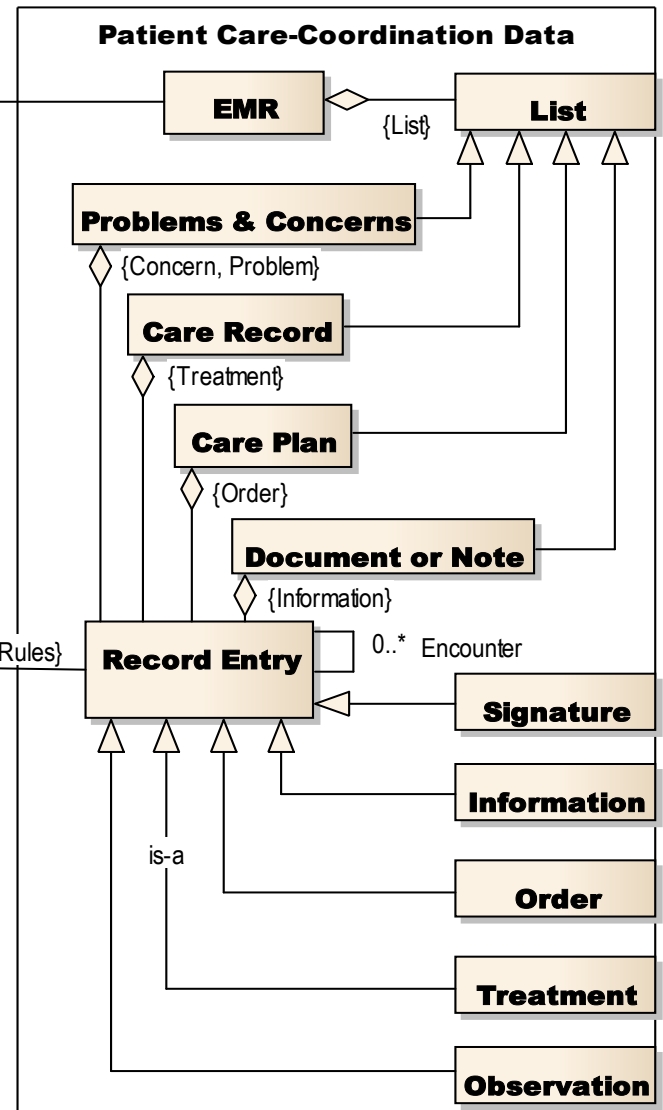 Patient Care-Coordination Data
EMR
List
{List}
Problems & Concerns
{Concern, Problem}
Care Record
{Treatment}
Care Plan
{Order}
Document or Note
{Information}
Rules}
Record Entry
0..* Encounter
Signature
Information
is-a
Order
Treatment
Observation